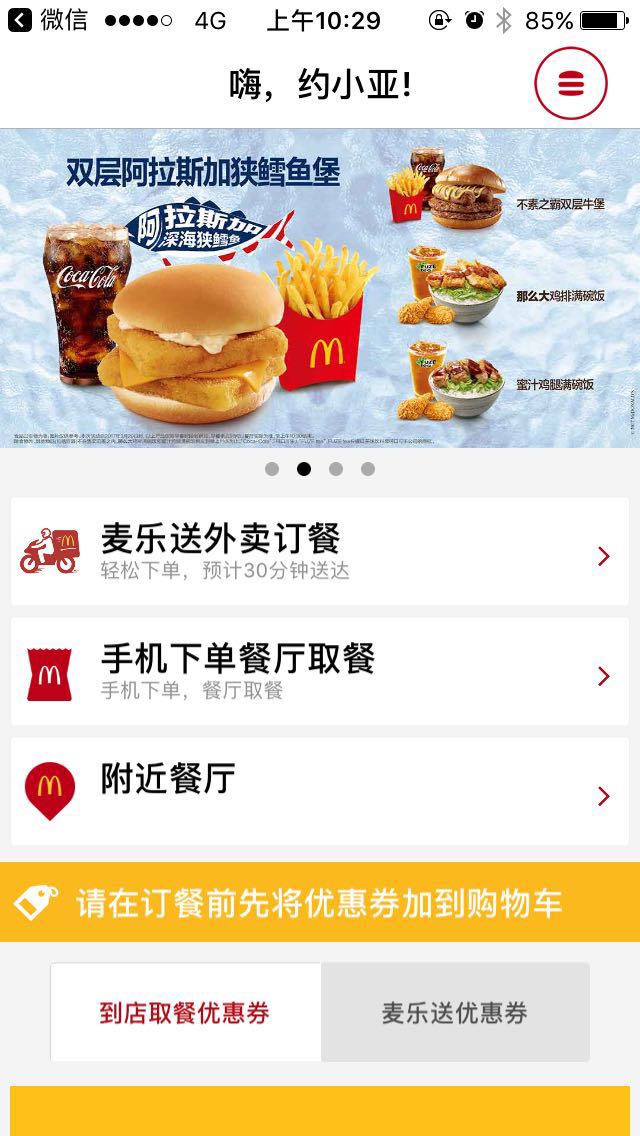 微信 4G 上午10:29 85%
嗨，约小亚!
双层阿拉斯加狭鳕鱼堡
阿拉斯加
深海狭鳕鱼
Coca-Cola
不素之霸双层牛堡
那么大鸡排满碗饭
蜜汁鸡腿满碗饭
麦乐送外卖订餐
轻松下单，预计30分钟送达
手机下单餐厅取餐
手机下单，餐厅取餐
附近餐厅
请在订餐前先将优惠券加到购物车
到店取餐优惠券
麦乐送优惠券